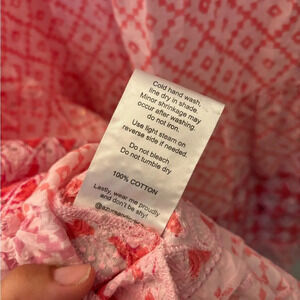 Cold hand wash,
line dry in shade.
Minor shrinkage may
occur after washing.
do not iron.
Use light steam on
reverse side if needed.
Do not bleach.
Do not tumble dry
100% COTTON
Lastly, wear me proudly
and don't be shy!